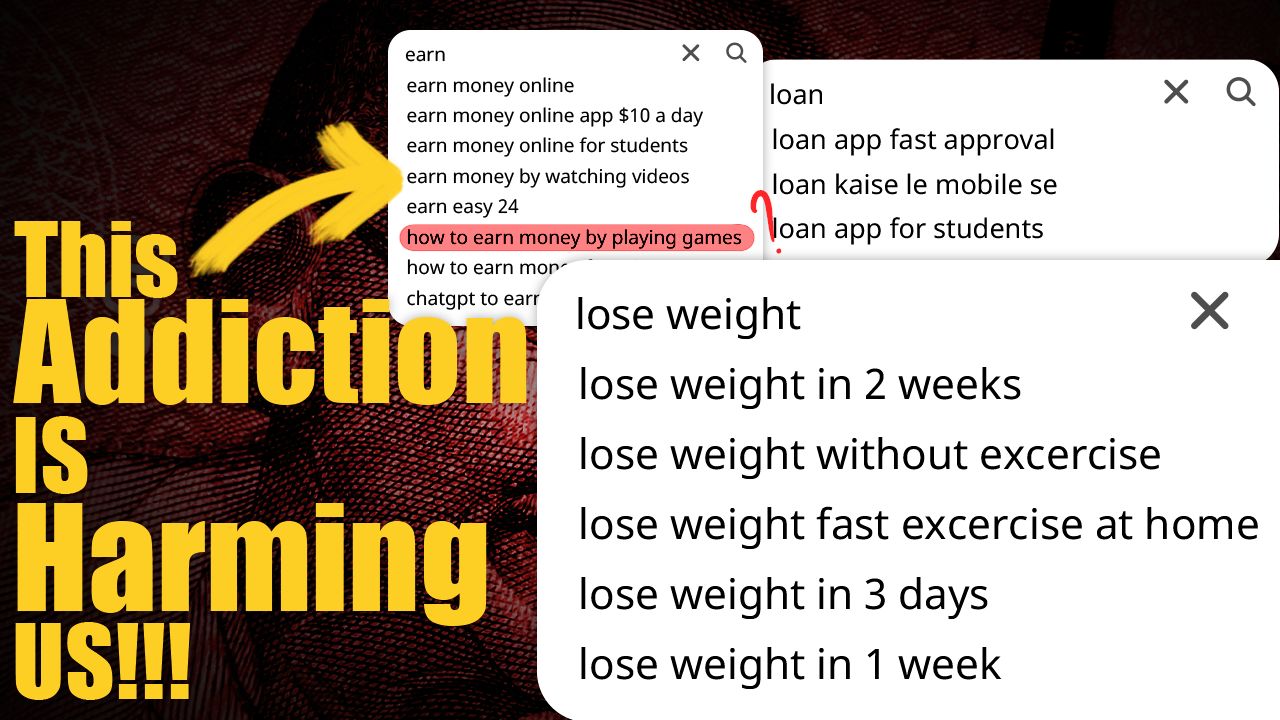 This
Addiction
IS
Harming
US!!!
earn
earn money online
earn money online app $10 a day
earn money online for students
earn money by watching videos
earn easy 24
how to earn money by playing games
how to earn
chatgpt to earn
loan
loan app fast approval
loan kaise le mobile se
loan app for students
?
lose weight
lose weight in 2 weeks
lose weight without excercise
lose weight fast excercise at home
lose weight in 3 days
lose weight in 1 week